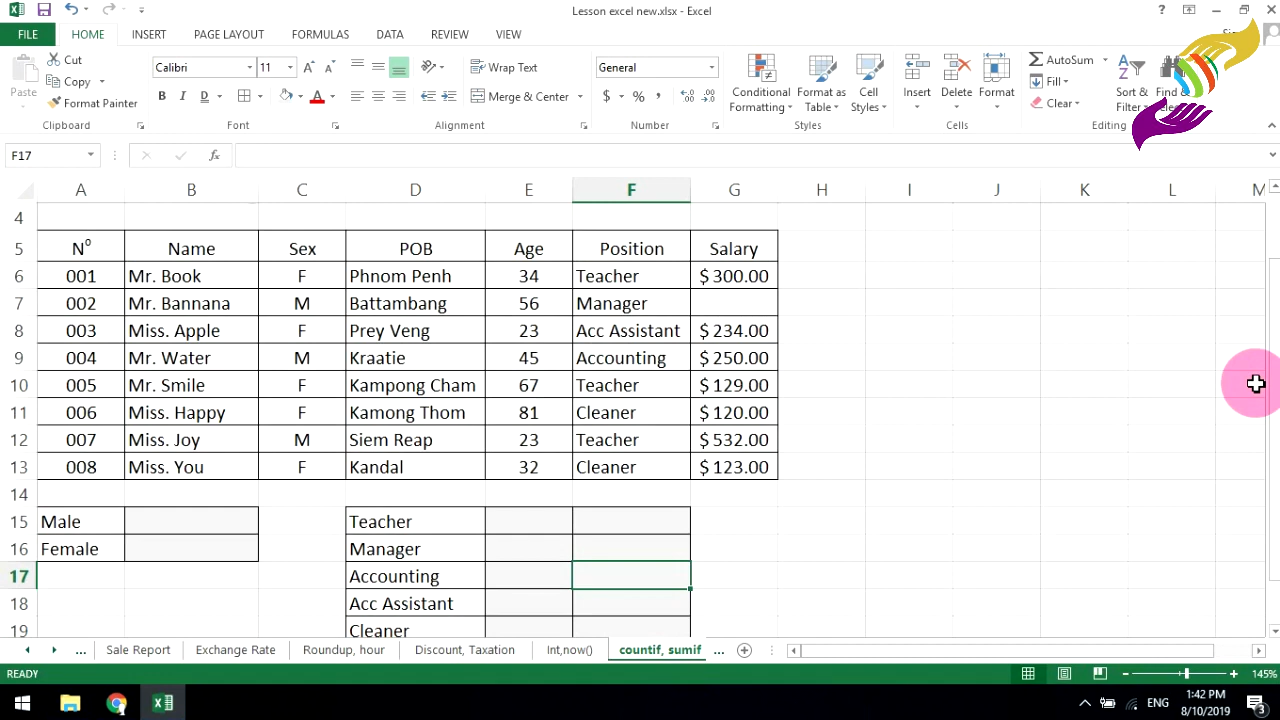 Lesson excel new.xlsx - Excel
FILE HOME INSERT PAGE LAYOUT FORMULAS DATA REVIEW VIEW
Paste
Cut
Copy
Format Painter
Clipboard
Calibri 11
B I D
Font
Wrap Text
Merge & Center
Alignment
General
$ % ,
Number
Conditional Formatting
Format as Table
Cell Styles
Styles
Insert Delete Format
Cells
AutoSum
Fill
Clear
Sort & Filter
Find &
Editing
F17 fx
A B C D E F G H I J K L M
4
5 Nº Name Sex POB Age Position Salary
6 001 Mr. Book F Phnom Penh 34 Teacher $ 300.00
7 002 Mr. Bannana M Battambang 56 Manager
8 003 Miss. Apple F Prey Veng 23 Acc Assistant $ 234.00
9 004 Mr. Water M Kraatie 45 Accounting $ 250.00
10 005 Mr. Smile F Kampong Cham 67 Teacher $ 129.00
11 006 Miss. Happy F Kamong Thom 81 Cleaner $ 120.00
12 007 Miss. Joy M Siem Reap 23 Teacher $ 532.00
13 008 Miss. You F Kandal 32 Cleaner $ 123.00
14
15 Male Teacher
16 Female Manager
17 Accounting
18 Acc Assistant
19 Cleaner
... Sale Report Exchange Rate Roundup, hour Discount, Taxation Int,now() countif, sumif ...
READY 145%
ENG 1:42 PM
8/10/2019 3